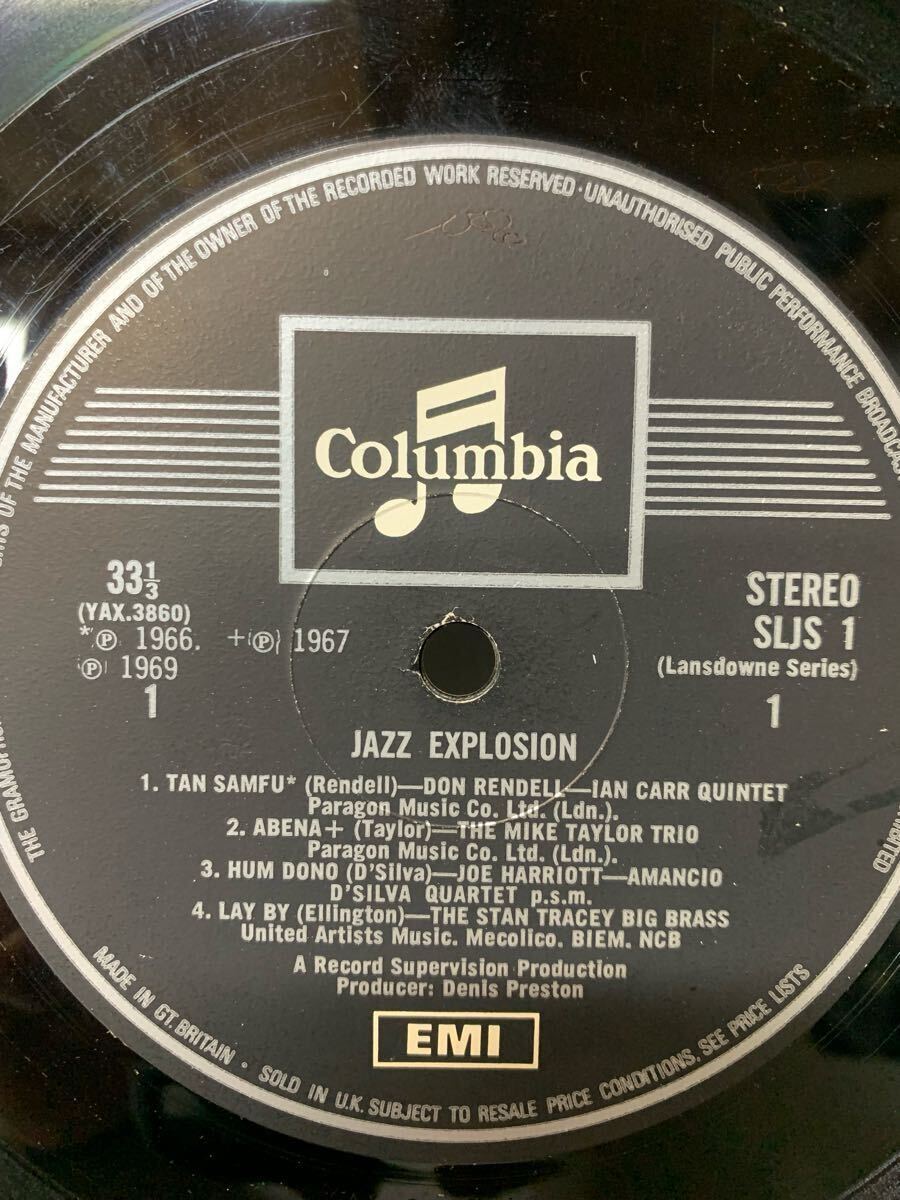 THE GRAMOPH
OF THE MANUFACTURER AND OF THE OWNER OF THE RECORDED WORK RESERVED · UNAUTHORISED PUBLIC PERFORMANCE BROADCAS
Columbia
33⅓
(YAX.3860)
*℗ 1966. +℗ 1967
℗ 1969
1
STEREO
SLJS 1
(Lansdowne Series)
1
JAZZ EXPLOSION
1. TAN SAMFU* (Rendell)—DON RENDELL—IAN CARR QUINTET
Paragon Music Co. Ltd. (Ldn.).
2. ABENA+ (Taylor)—THE MIKE TAYLOR TRIO
Paragon Music Co. Ltd. (Ldn.).
3. HUM DONO (D'Silva)—JOE HARRIOTT—AMANCIO
D'SILVA QUARTET p.s.m.
4. LAY BY (Ellington)—THE STAN TRACEY BIG BRASS
United Artists Music. Mecolico. BIEM. NCB
A Record Supervision Production
Producer: Denis Preston
EMI
MADE IN GT. BRITAIN · SOLD IN U.K. SUBJECT TO RESALE PRICE CONDITIONS. SEE PRICE LISTS